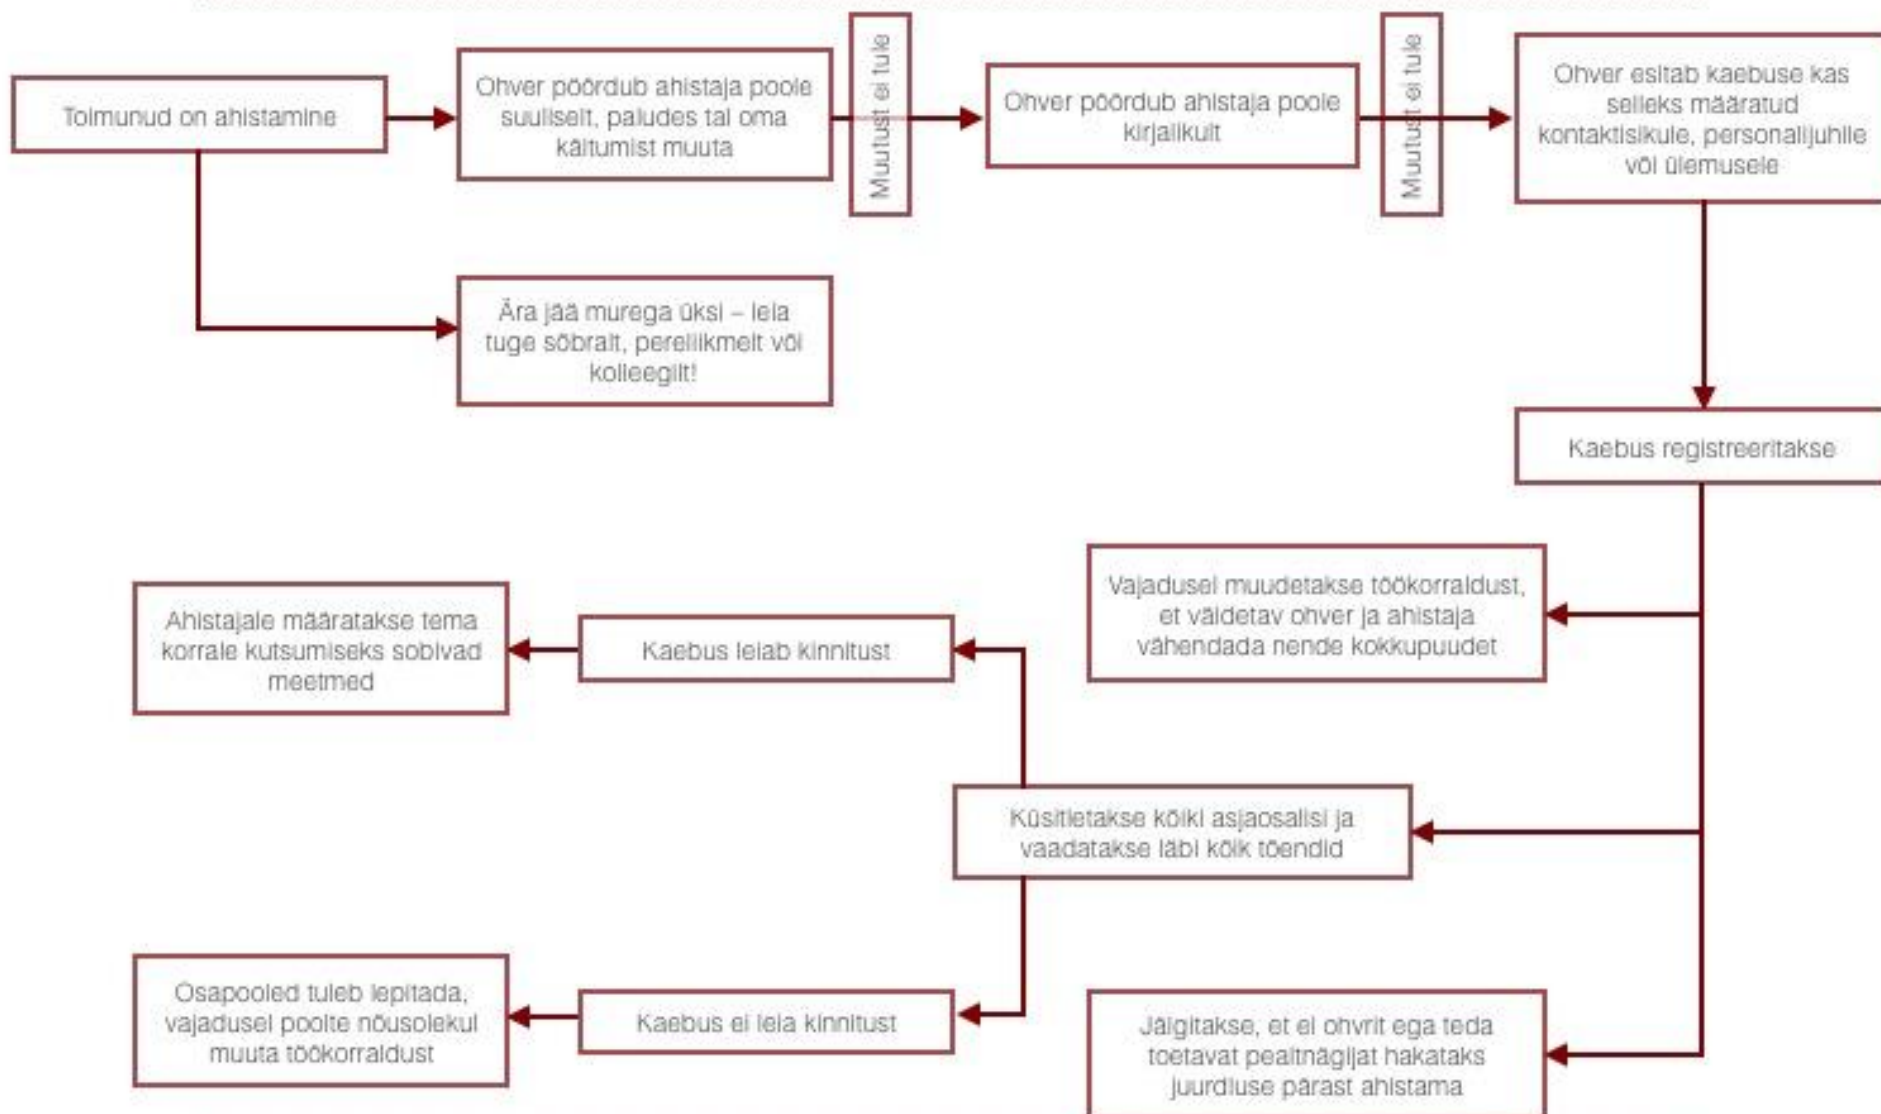 Toimunud on ahistamine
Ohver pöördub ahistaja poole
suuliselt, paludes tal oma
käitumist muuta
Muutust ei tule
Ohver pöördub ahistaja poole
kirjalikult
Muutust ei tule
Ohver esitab kaebuse kas
selleks määratud
kontaktisikule, personalijuhile
või ülemusele
Ära jää murega üksi – leia
tuge sõbralt, pereliikmelt või
kolleegilt!
Kaebus registreeritakse
Vajadusel muudetakse töökorraldust,
et väidetav ohver ja ahistaja
vähendada nende kokkupuudet
Ahistajale määratakse tema
korrale kutsumiseks sobivad
meetmed
Kaebus leiab kinnitust
Küsitletakse kõiki asjaosalisi ja
vaadatakse läbi kõik tõendid
Osapooled tuleb lepitada,
vajadusel poolte nõusolekul
muuta töökorraldust
Kaebus ei leia kinnitust
Jälgitakse, et ei ohvrit ega teda
toetavat pealtnägijat hakataks
juurdluse pärast ahistama